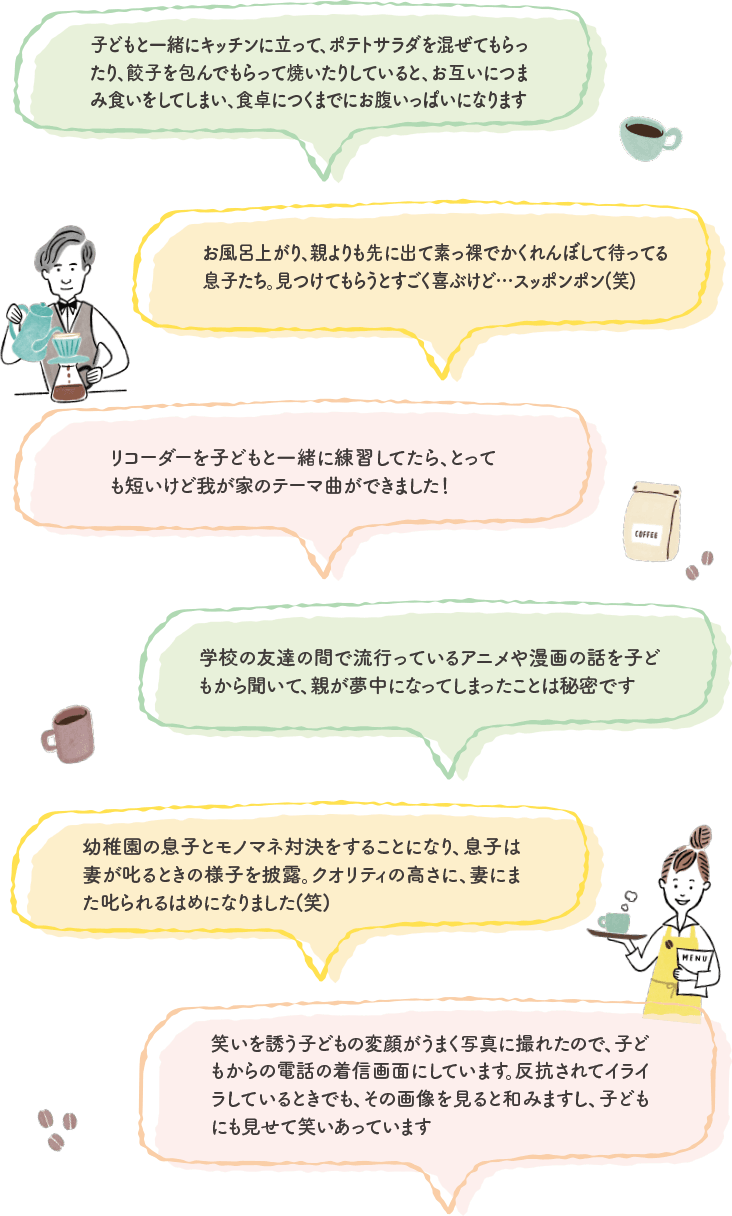 子どもと一緒にキッチンに立って、ポテトサラダを混ぜてもらっ
たり、餃子を包んでもらって焼いたりしていると、お互いにつま
み食いをしてしまい、食卓につくまでにお腹いっぱいになります
お風呂上がり、親よりも先に出て素っ裸でかくれんぼして待ってる
息子たち。見つけてもらうとすごく喜ぶけど…スッポンポン(笑)
リコーダーを子どもと一緒に練習してたら、とって
も短いけど我が家のテーマ曲ができました!
COFFEE
学校の友達の間で流行っているアニメや漫画の話を子ど
もから聞いて、親が夢中になってしまったことは秘密です
幼稚園の息子とモノマネ対決をすることになり、息子は
妻が叱るときの様子を披露。クオリティの高さに、妻にま
た叱られるはめになりました(笑)
MENU
笑いを誘う子どもの変顔がうまく写真に撮れたので、子ど
もからの電話の着信画面にしています。反抗されてイライ
ラしているときでも、その画像を見ると和みますし、子ども
にも見せて笑いあっています